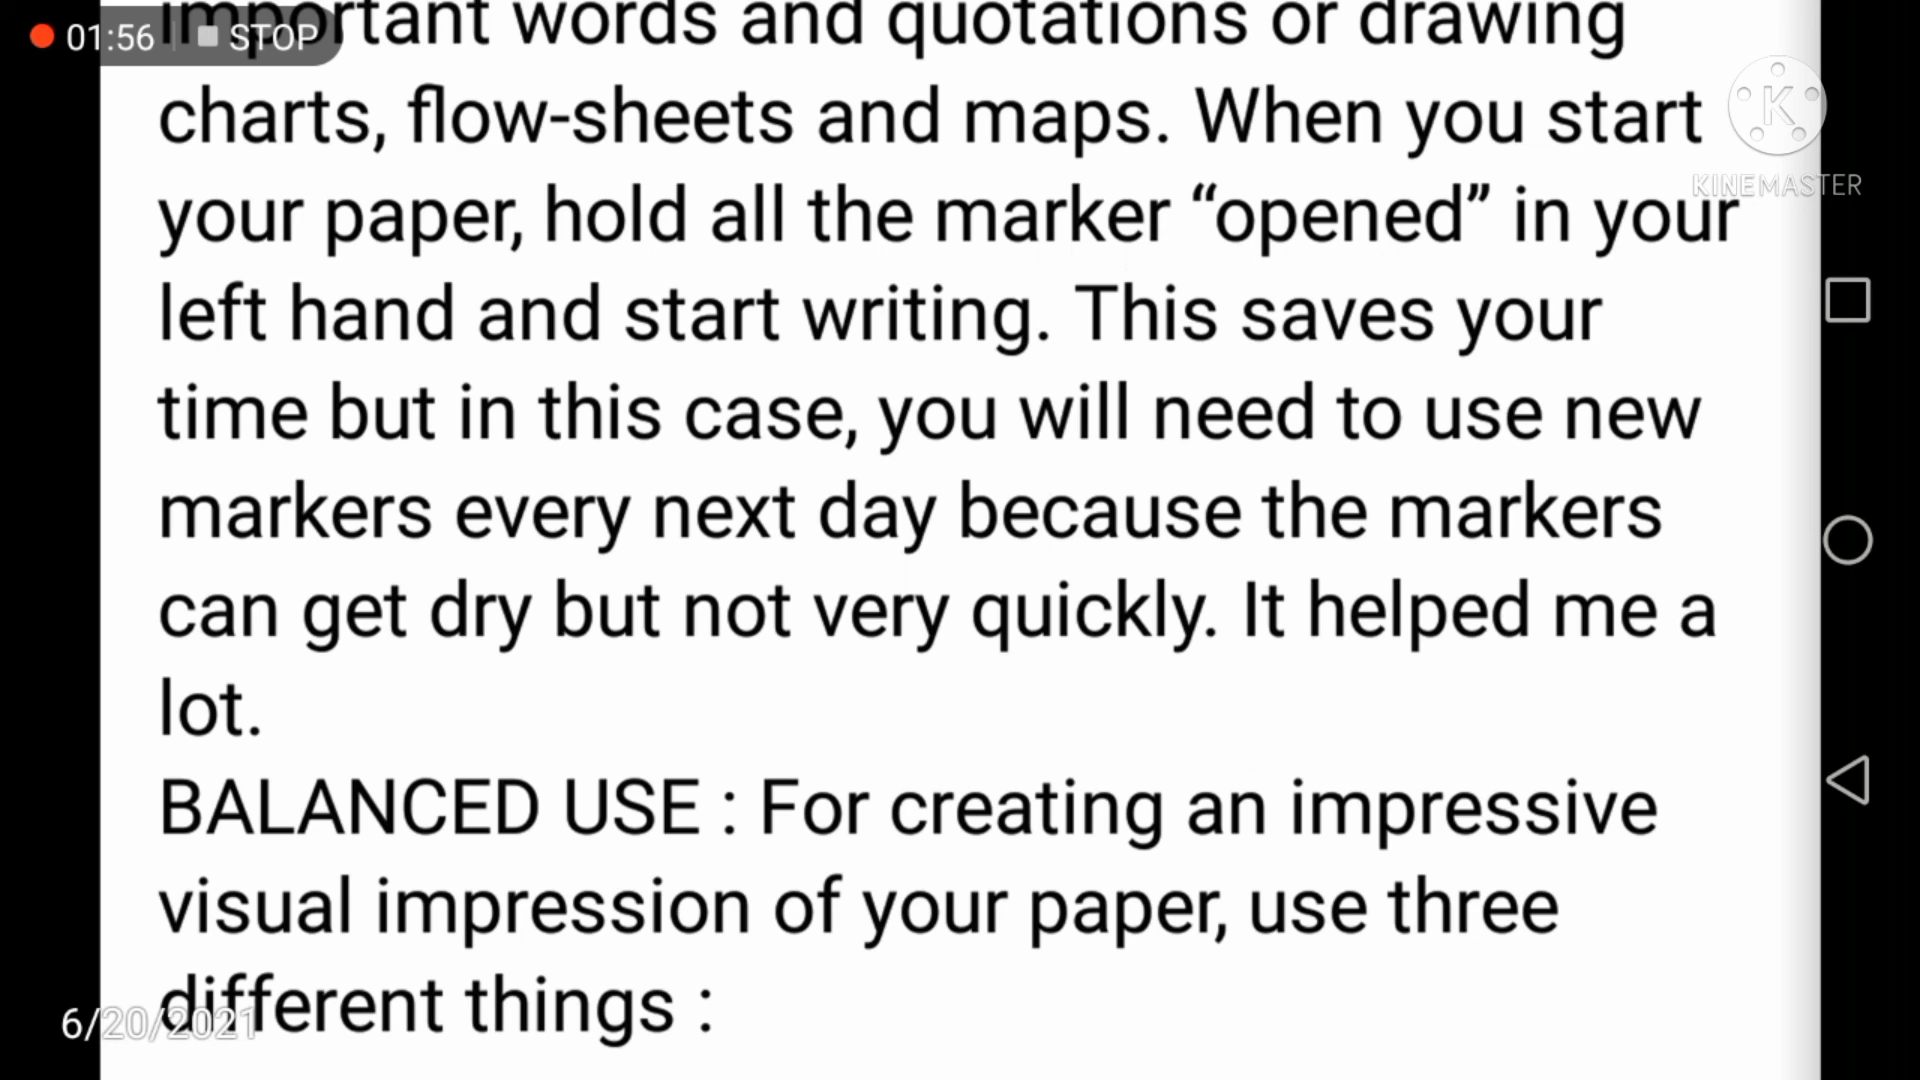 01:56 STOP
important words and quotations or drawing
charts, flow-sheets and maps. When you start
your paper, hold all the marker “opened” in your
left hand and start writing. This saves your
time but in this case, you will need to use new
markers every next day because the markers
can get dry but not very quickly. It helped me a
lot.
BALANCED USE : For creating an impressive
visual impression of your paper, use three
different things :
K
KINEMASTER
6/20/2021